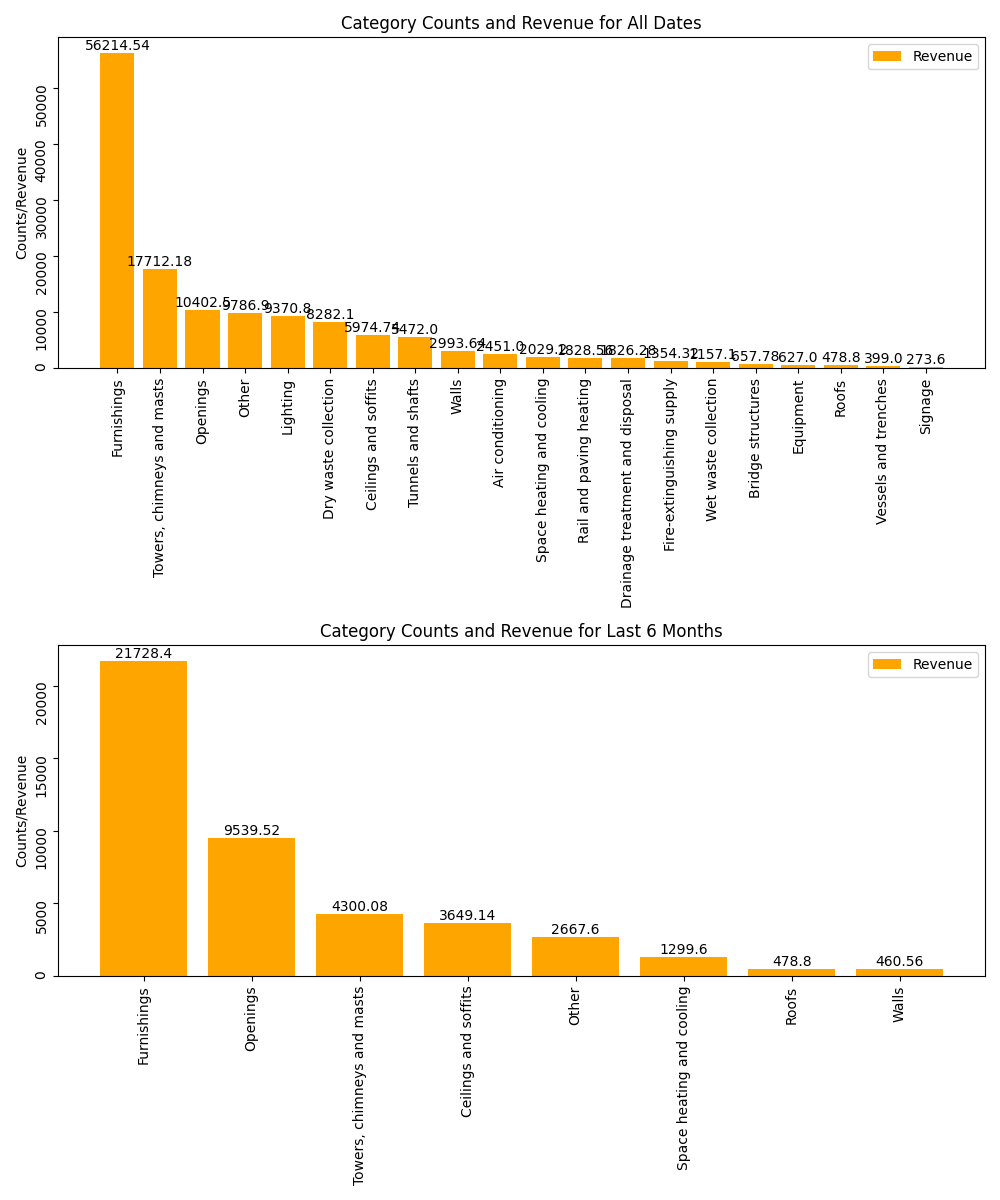 Category Counts and Revenue for All Dates
Revenue
Counts/Revenue
50000
40000
30000
20000
10000
0
56214.54
17712.18
10402.5
9786.9
9370.8
8282.1
5974.74
5472.0
2993.64
2451.0
2029.2
1828.56
1826.28
1354.32
1157.1
657.78
627.0
478.8
399.0
273.6
Furnishings
Towers, chimneys and masts
Openings
Other
Lighting
Dry waste collection
Ceilings and soffits
Tunnels and shafts
Walls
Air conditioning
Space heating and cooling
Rail and paving heating
Drainage treatment and disposal
Fire-extinguishing supply
Wet waste collection
Bridge structures
Equipment
Roofs
Vessels and trenches
Signage
Category Counts and Revenue for Last 6 Months
Revenue
Counts/Revenue
20000
15000
10000
5000
0
21728.4
9539.52
4300.08
3649.14
2667.6
1299.6
478.8
460.56
Furnishings
Openings
Towers, chimneys and masts
Ceilings and soffits
Other
Space heating and cooling
Roofs
Walls